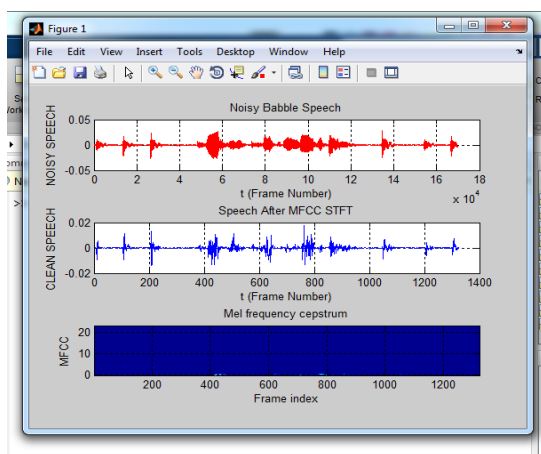 Figure 1
File Edit View Insert Tools Desktop Window Help
Noisy Babble Speech
NOISY SPEECH
0.05
0
-0.05
0 2 4 6 8 10 12 14 16 18
x 10^4
t (Frame Number)
Speech After MFCC STFT
CLEAN SPEECH
0.02
0
-0.02
0 200 400 600 800 1000 1200 1400
t (Frame Number)
Mel frequency cepstrum
MFCC
20
10
0
200 400 600 800 1000 1200
Frame index